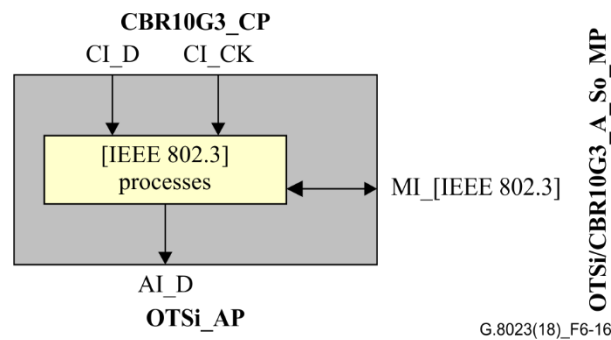 CBR10G3_CP
CI_D CI_CK
[IEEE 802.3]
processes
MI_[IEEE 802.3]
AI_D
OTSi_AP
OTSi/CBR10G3_A_So_MP
G.8023(18)_F6-16